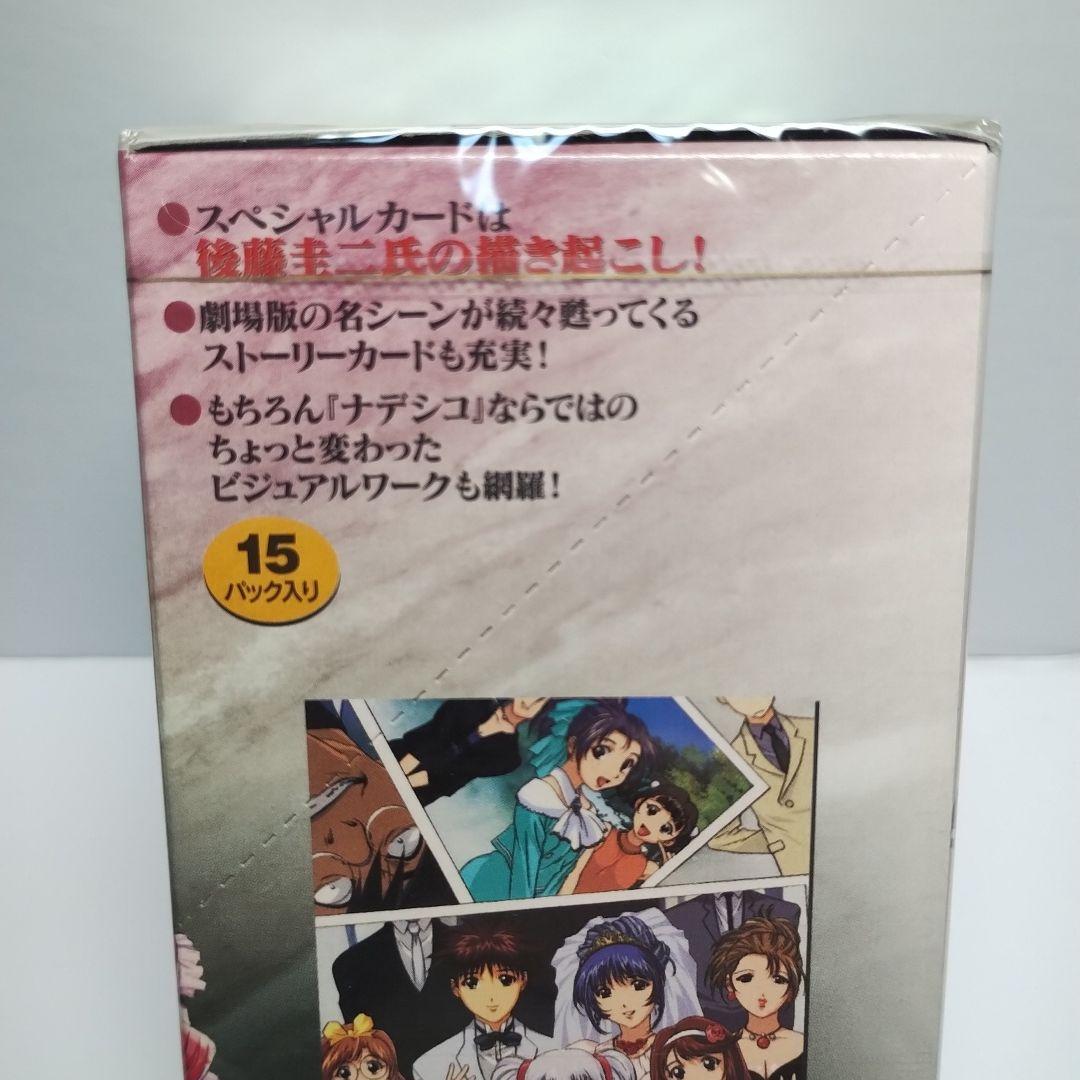 ●スペシャルカードは
後藤圭二氏の描き起こし!
●劇場版の名シーンが続々甦ってくる
ストーリーカードも充実!
●もちろん『ナデシコ』ならではの
ちょっと変わった
ビジュアルワークも網羅!
15
パック入り